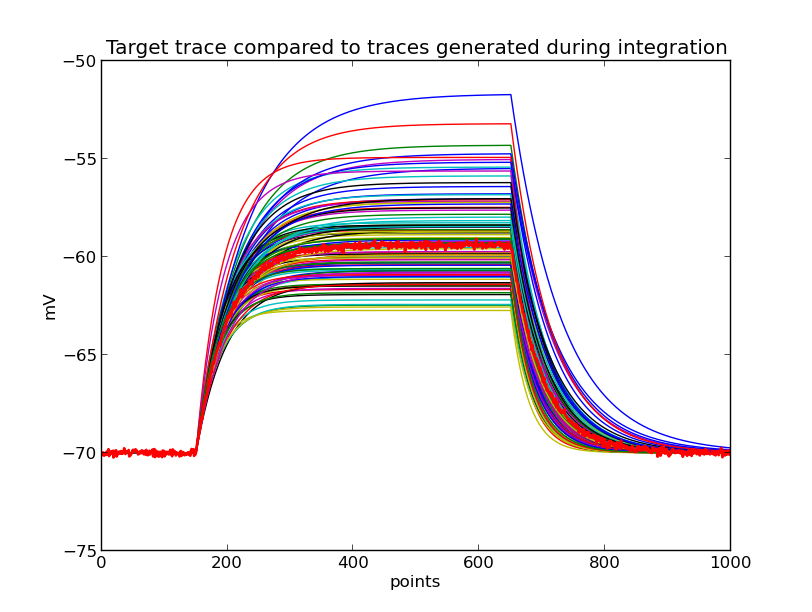 Target trace compared to traces generated during integration
−50
−55
−60
−65
−70
−75
mV
0 200 400 600 800 1000
points